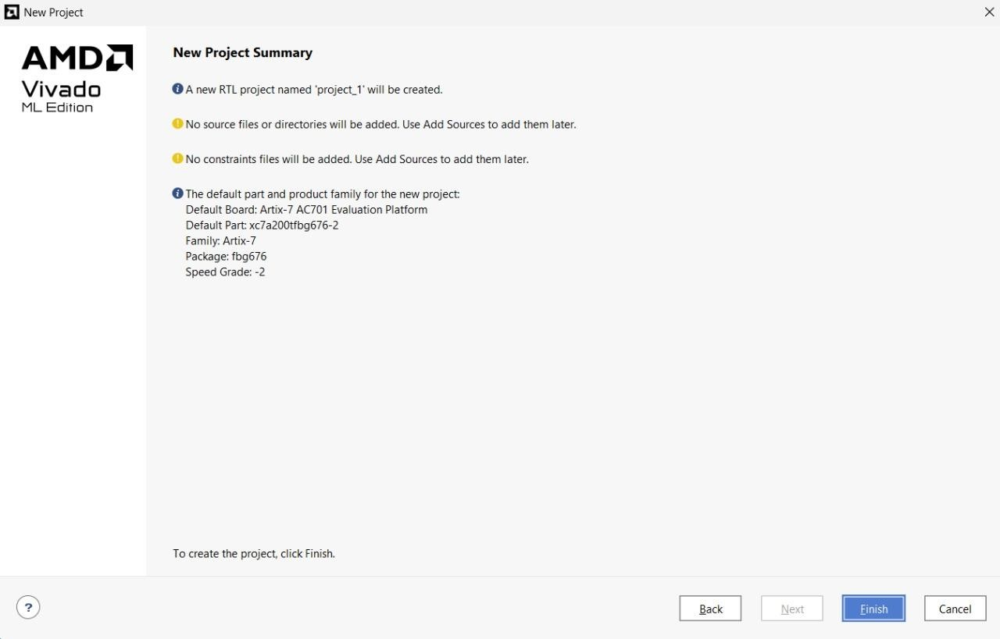 New Project
AMD
Vivado
ML Edition
New Project Summary
A new RTL project named 'project_1' will be created.
No source files or directories will be added. Use Add Sources to add them later.
No constraints files will be added. Use Add Sources to add them later.
The default part and product family for the new project:
Default Board: Artix-7 AC701 Evaluation Platform
Default Part: xc7a200tfbg676-2
Family: Artix-7
Package: fbg676
Speed Grade: -2
To create the project, click Finish.
?
Back
Next
Finish
Cancel